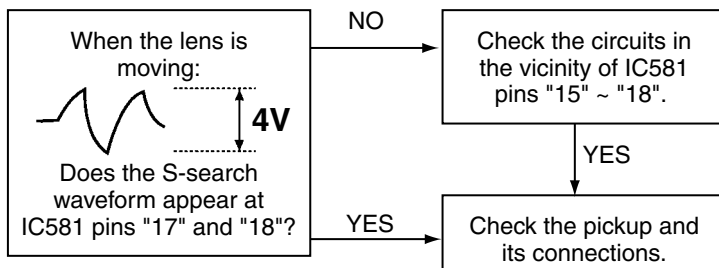 When the lens is
moving:
4V
Does the S-search
waveform appear at
IC581 pins "17" and "18"?
NO
Check the circuits in
the vicinity of IC581
pins "15" ~ "18".
YES
YES
Check the pickup and
its connections.